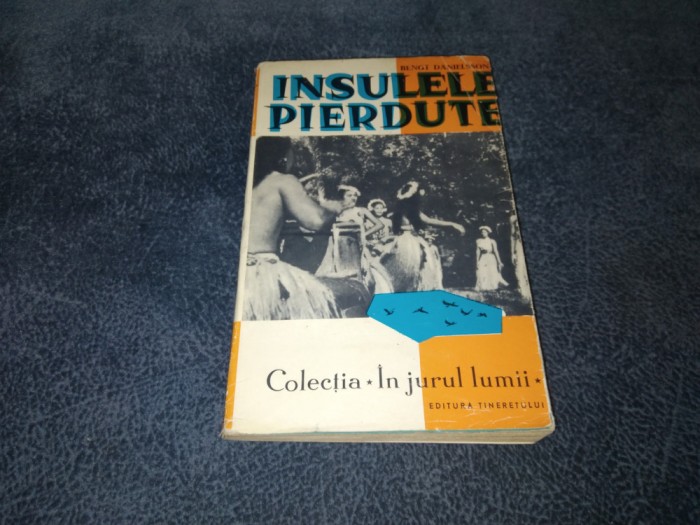 BENGT DANIELSSON
INSULELE
PIERDUTE
Colecția ⋆ În jurul lumii ⋆
EDITURA TINERETULUI